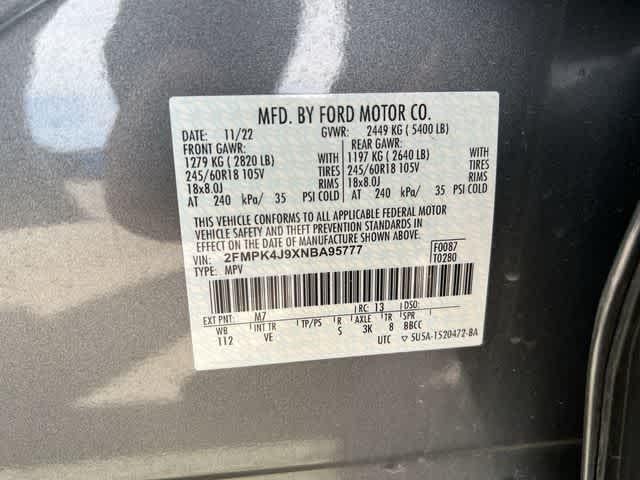 MFD. BY FORD MOTOR CO.
DATE: 11/22 GVWR: 2449 KG ( 5400 LB)
FRONT GAWR: REAR GAWR:
1279 KG ( 2820 LB) WITH 1197 KG ( 2640 LB) WITH
245/60R18 105V TIRES 245/60R18 105V TIRES
18x8.0J RIMS 18x8.0J RIMS
AT 240 kPa/ 35 PSI COLD AT 240 kPa/ 35 PSI COLD
THIS VEHICLE CONFORMS TO ALL APPLICABLE FEDERAL MOTOR
VEHICLE SAFETY AND THEFT PREVENTION STANDARDS IN
EFFECT ON THE DATE OF MANUFACTURE SHOWN ABOVE.
VIN: 2FMPK4J9XNBA95777 F0087
TYPE: MPV T0280
EXT PNT: M7 RC: 13 DSO:
WB INT TR TP/PS R AXLE TR SPR
112 VE S 3K 8 BBCC
UTC ▽ 5U5A-1520472-BA